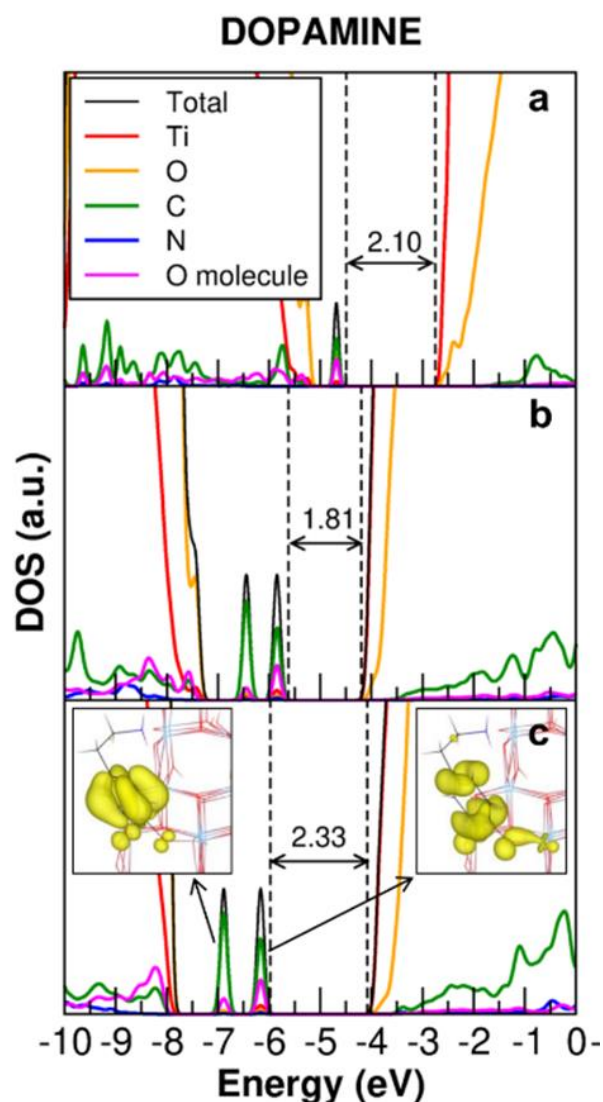 DOPAMINE
a
Total
Ti
O
C
N
O molecule
2.10
b
1.81
c
2.33
DOS (a.u.)
-10 -9 -8 -7 -6 -5 -4 -3 -2 -1 0-
Energy (eV)